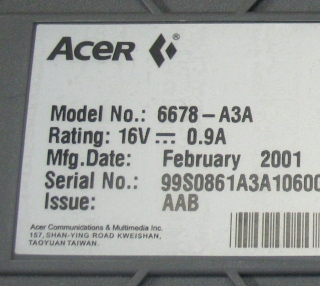 Acer ®
Model No.: 6678-A3A
Rating: 16V ⎓ 0.9A
Mfg.Date: February 2001
Serial No.: 99S0861A3A10600
Issue: AAB
Acer Communications & Multimedia Inc.
157, SHAN-YING ROAD KWEISHAN,
TAOYUAN TAIWAN.